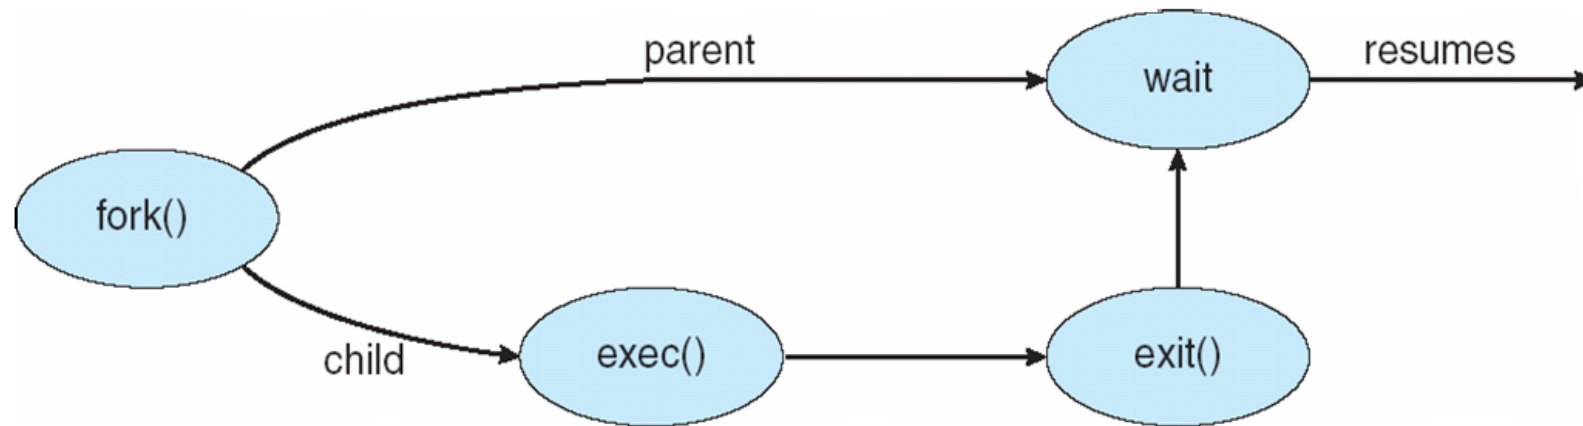 parent
wait
resumes
fork()
child
exec()
exit()